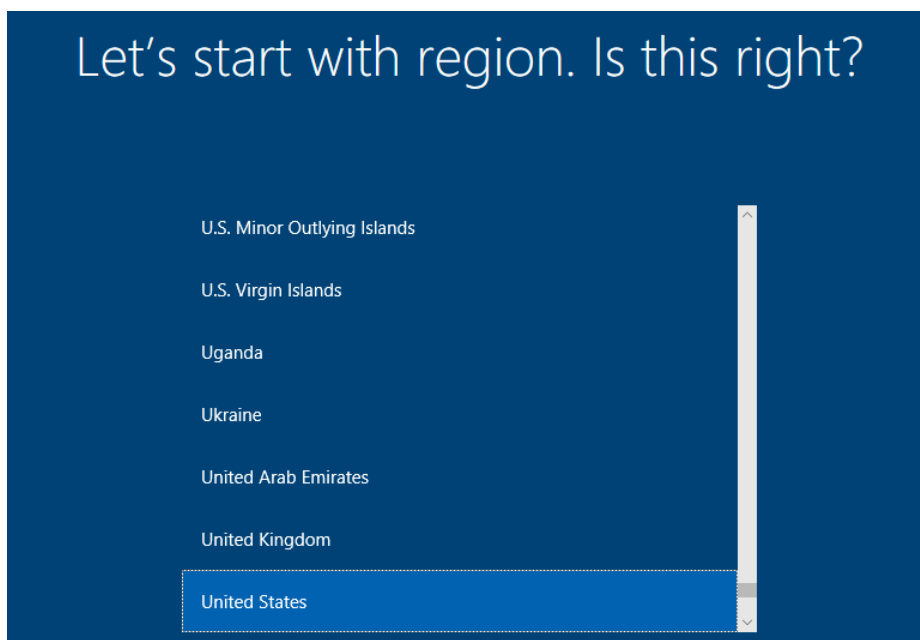 Let's start with region. Is this right?
U.S. Minor Outlying Islands
U.S. Virgin Islands
Uganda
Ukraine
United Arab Emirates
United Kingdom
United States